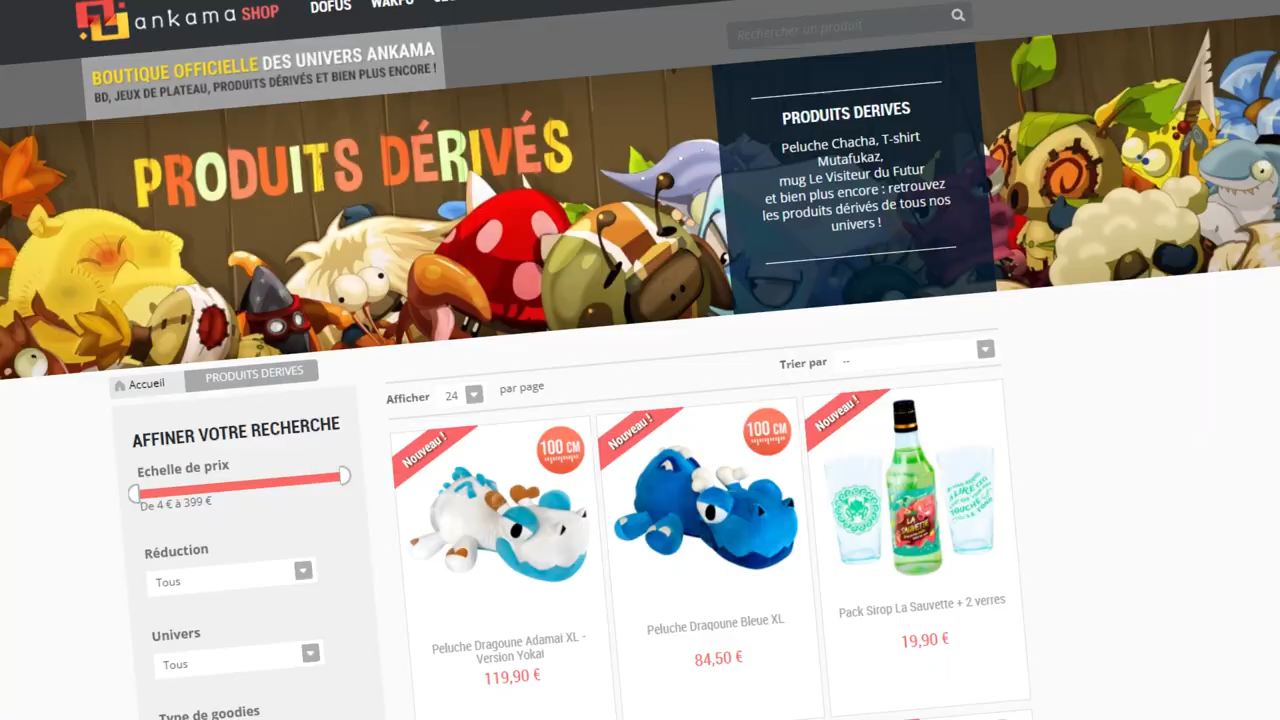 ankama SHOP
DOFUS
WAKFU
Rechercher un produit
BOUTIQUE OFFICIELLE DES UNIVERS ANKAMA
BD, JEUX DE PLATEAU, PRODUITS DÉRIVÉS ET BIEN PLUS ENCORE !
PRODUITS DÉRIVÉS
PRODUITS DERIVES
Peluche Chacha, T-shirt
Mutafukaz,
mug Le Visiteur du Futur
et bien plus encore : retrouvez
les produits dérivés de tous nos
univers !
Accueil
PRODUITS DERIVES
AFFINER VOTRE RECHERCHE
Echelle de prix
De 4 € à 399 €
Réduction
Tous
Univers
Tous
Type de goodies
Afficher 24 par page
Trier par --
Nouveau !
100 CM
Peluche Dragoune Adamai XL -
Version Yokai
119,90 €
Nouveau !
100 CM
Peluche Dragoune Bleue XL
84,50 €
Nouveau !
LA
SAUVETTE
Pack Sirop La Sauvette + 2 verres
19,90 €